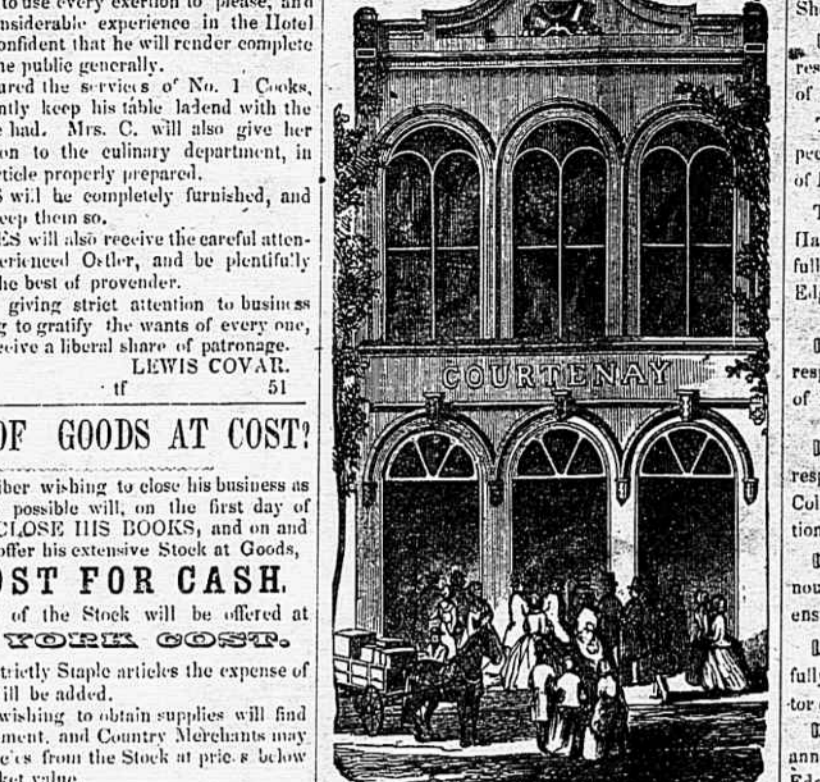 to use every exertion to please, and
nsiderable experience in the Hotel
onfident that he will render complete
he public generally.
ured the services of No. 1 Cooks,
ntly keep his table ladend with the
e had. Mrs. C. will also give her
on to the culinary department, in
rticle properly prepared.
S will be completely furnished, and
eep them so.
ES will also receive the careful atten-
erienced Ostler, and be plentifully
he best of provender.
giving strict attention to business
g to gratify the wants of every one,
ceive a liberal share of patronage.
LEWIS COVAR.
tf 51
OF GOODS AT COST?
iber wishing to close his business as
possible will, on the first day of
CLOSE HIS BOOKS, and on and
offer his extensive Stock at Goods,
OST FOR CASH.
of the Stock will be offered at
YORK COST.
trictly Staple articles the expense of
ill be added.
wishing to obtain supplies will find
ment, and Country Merchants may
from the Stock at prices below
ket value
COURTENAY
Sh
res
of
pec
of
Ha
full
Edg
resp
of
resp
Col
tion
nou
ens
fully
tor
ann
Ed